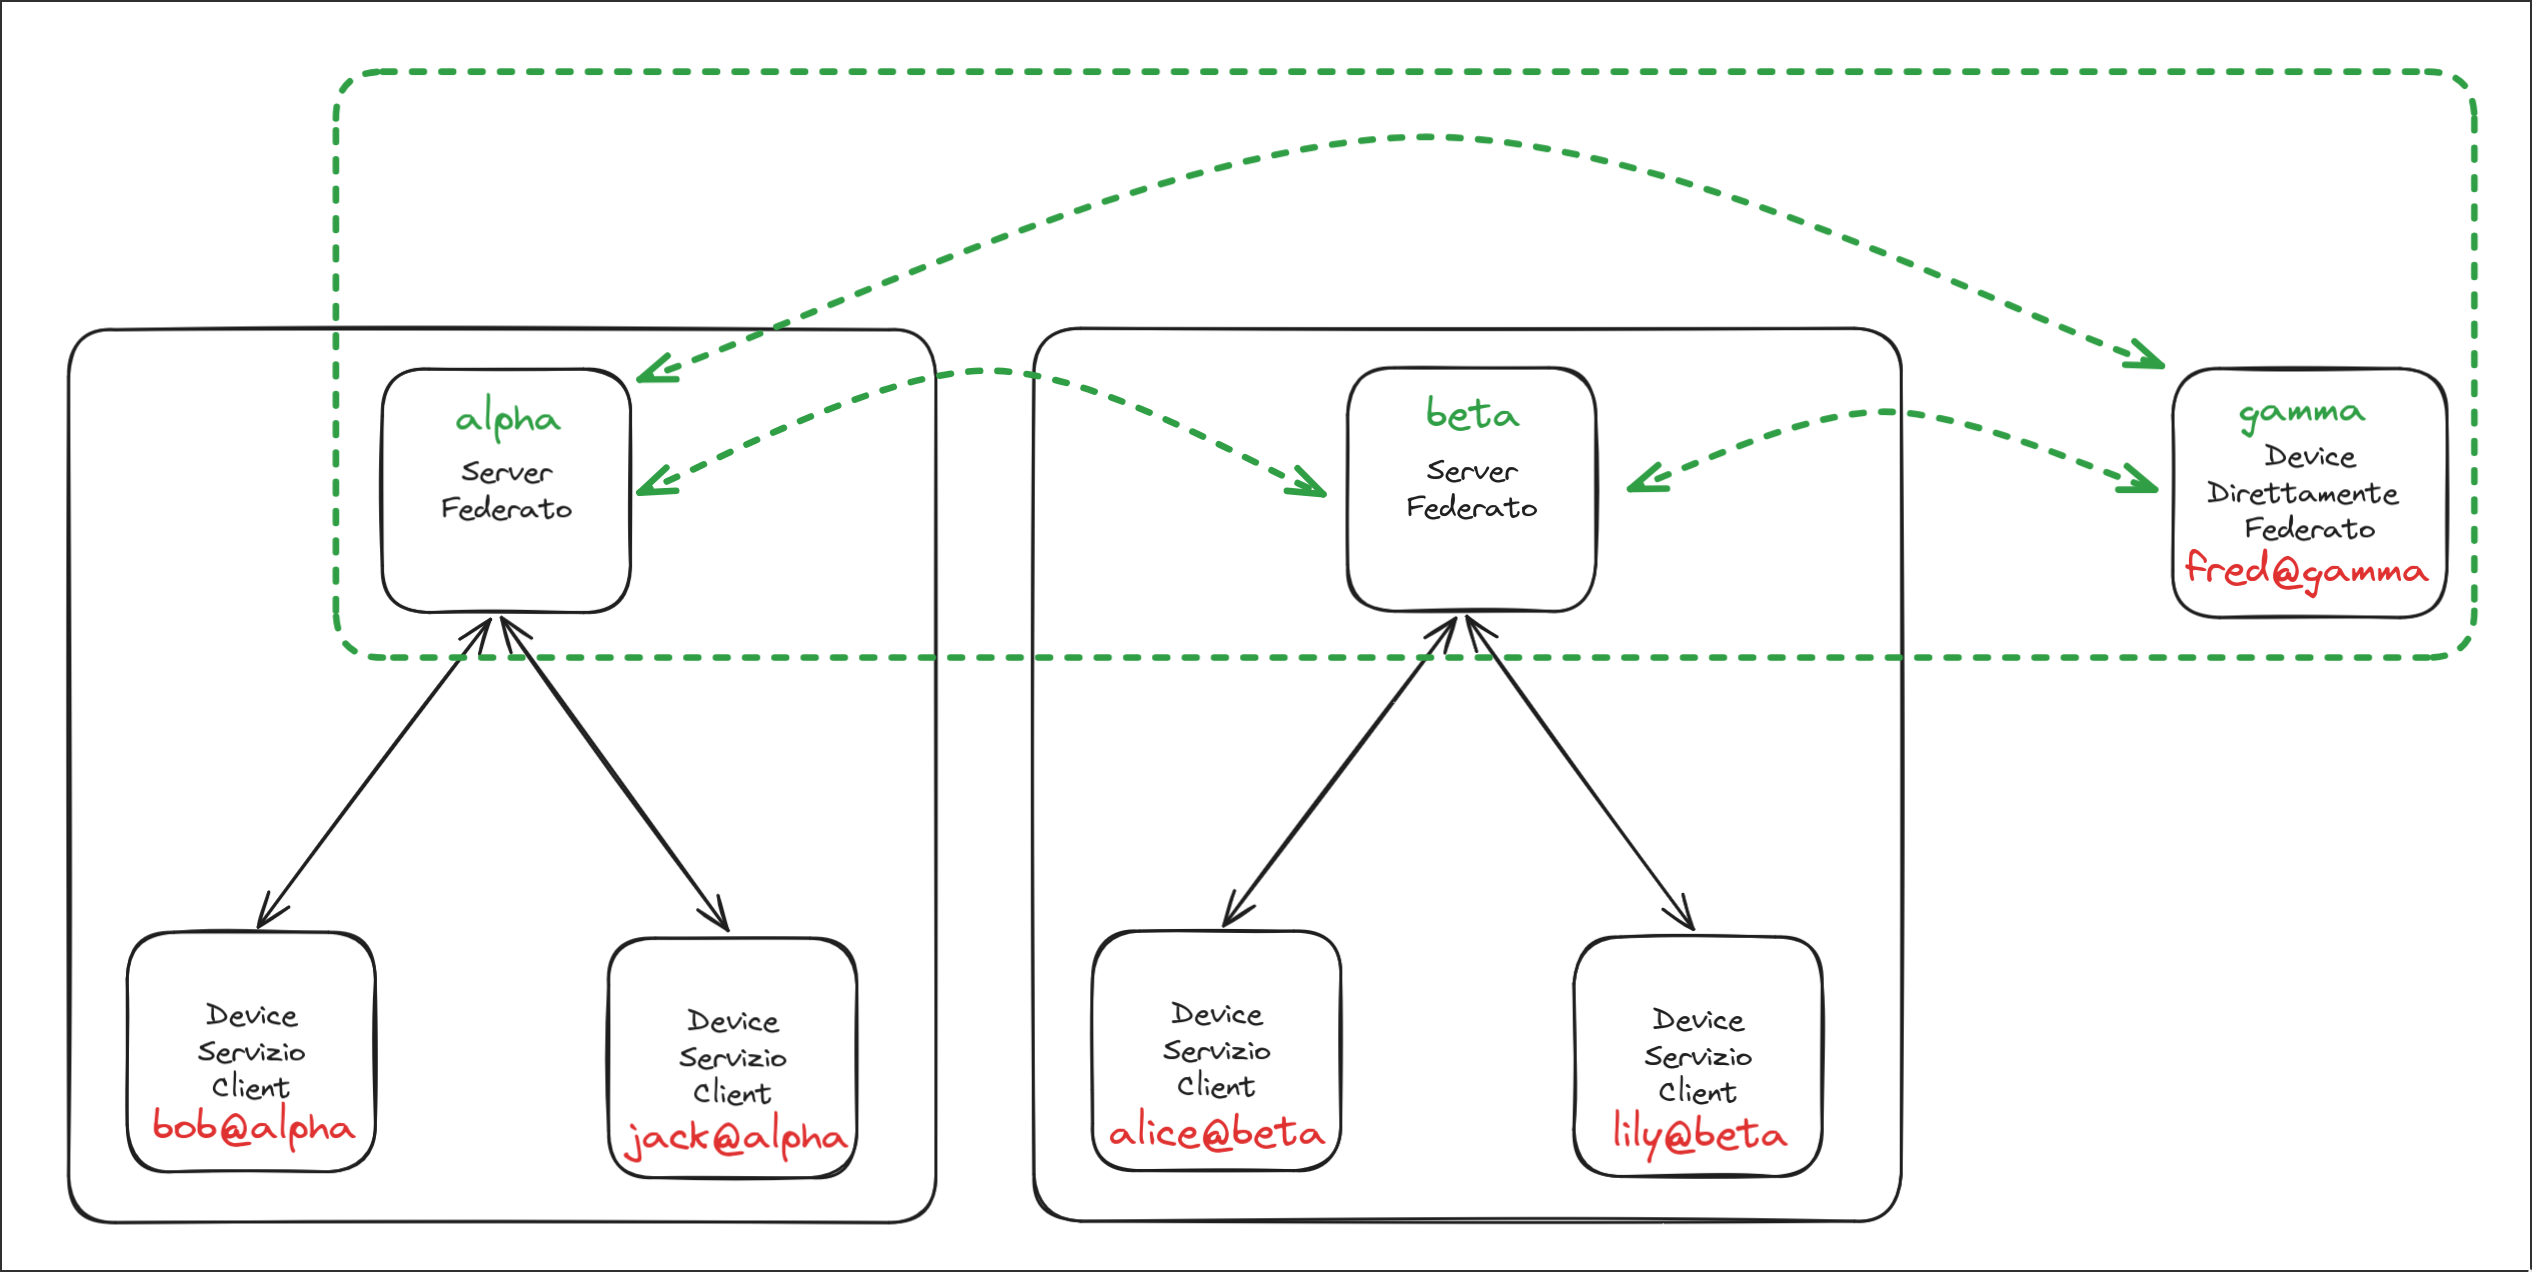 alpha
Server
Federato
beta
Server
Federato
gamma
Device
Direttamente
Federato
fred@gamma
Device
Servizio
Client
bob@alpha
Device
Servizio
Client
jack@alpha
Device
Servizio
Client
alice@beta
Device
Servizio
Client
lily@beta